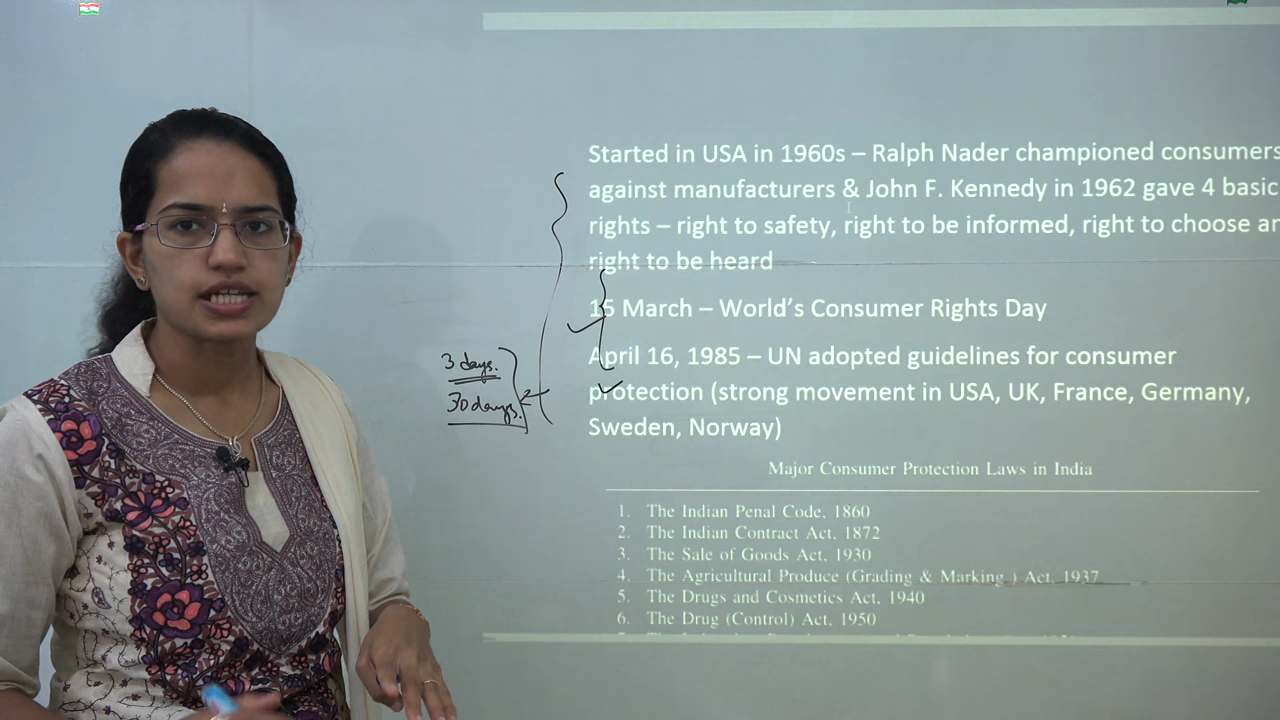 Started in USA in 1960s – Ralph Nader championed consumers
against manufacturers & John F. Kennedy in 1962 gave 4 basic
rights – right to safety, right to be informed, right to choose
right to be heard
15 March – World's Consumer Rights Day
April 16, 1985 – UN adopted guidelines for consumer
protection (strong movement in USA, UK, France, Germany,
Sweden, Norway)
3 days.
30 days.
Major Consumer Protection Laws in India
1. The Indian Penal Code, 1860
2. The Indian Contract Act, 1872
3. The Sale of Goods Act, 1930
4. The Agricultural Produce (Grading & Marking ) Act, 1937
5. The Drugs and Cosmetics Act, 1940
6. The Drug (Control) Act, 1950